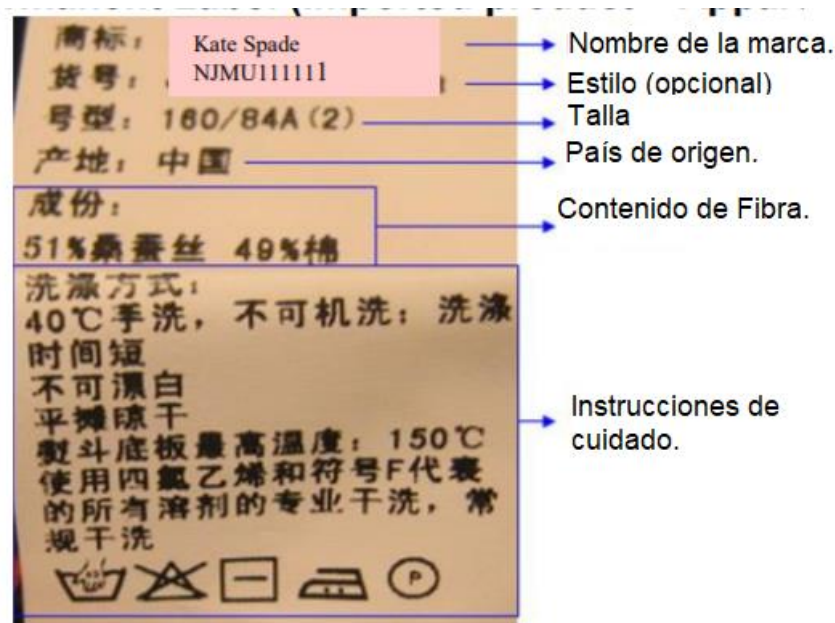 商标: Kate Spade
Nombre de la marca.
货号: NJMU111111
Estilo (opcional)
号型: 160/84A(2)
Talla
产地: 中国
País de origen.
成份:
Contenido de Fibra.
51%桑蚕丝 49%棉
洗涤方式:
40℃手洗, 不可机洗; 洗涤
时间短
不可漂白
平摊晾干
熨斗底板最高温度: 150℃
Instrucciones de
cuidado.
使用四氯乙烯和符号F代表
的所有溶剂的专业干洗, 常
规干洗
P